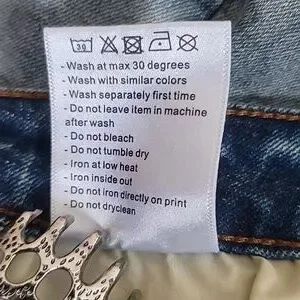 30
- Wash at max 30 degrees
- Wash with similar colors
- Wash separately first time
- Do not leave item in machine
after wash
- Do not bleach
- Do not tumble dry
- Iron at low heat
- Iron inside out
- Do not iron directly on print
- Do not dryclean